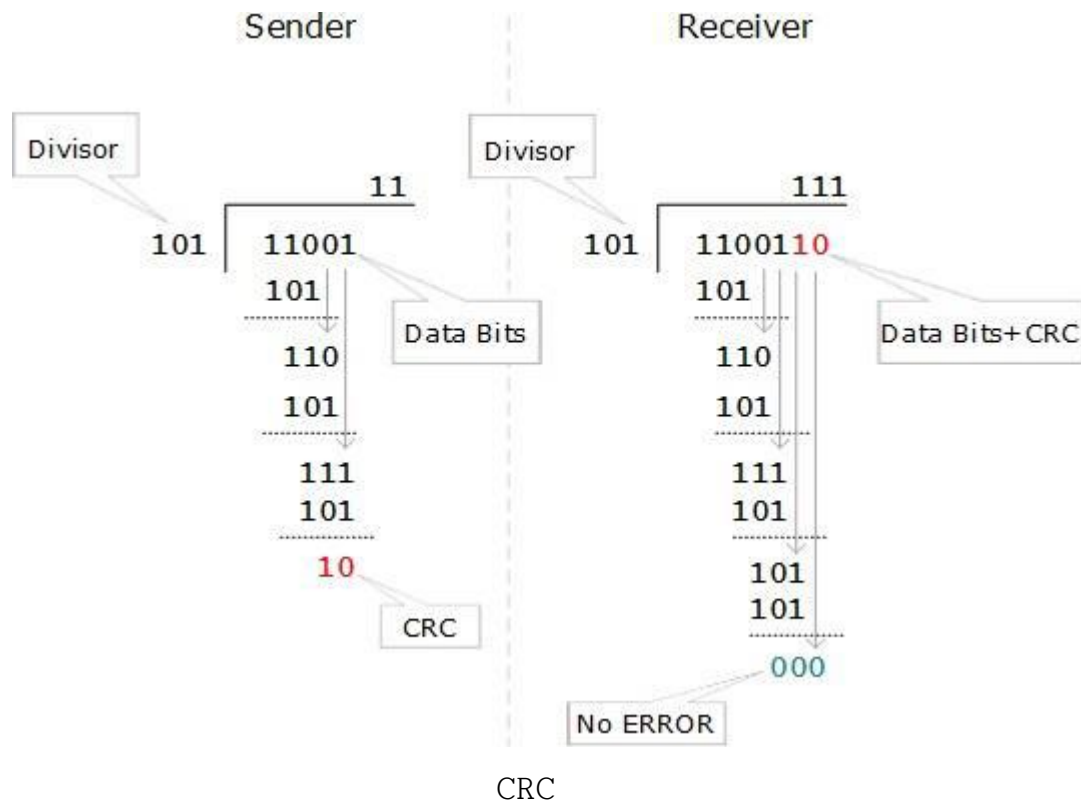 Sender
Receiver
Divisor
11
101
11001
101
Data Bits
110
101
111
101
10
CRC
Divisor
111
101
1100110
101
Data Bits+CRC
110
101
111
101
101
101
000
No ERROR
CRC